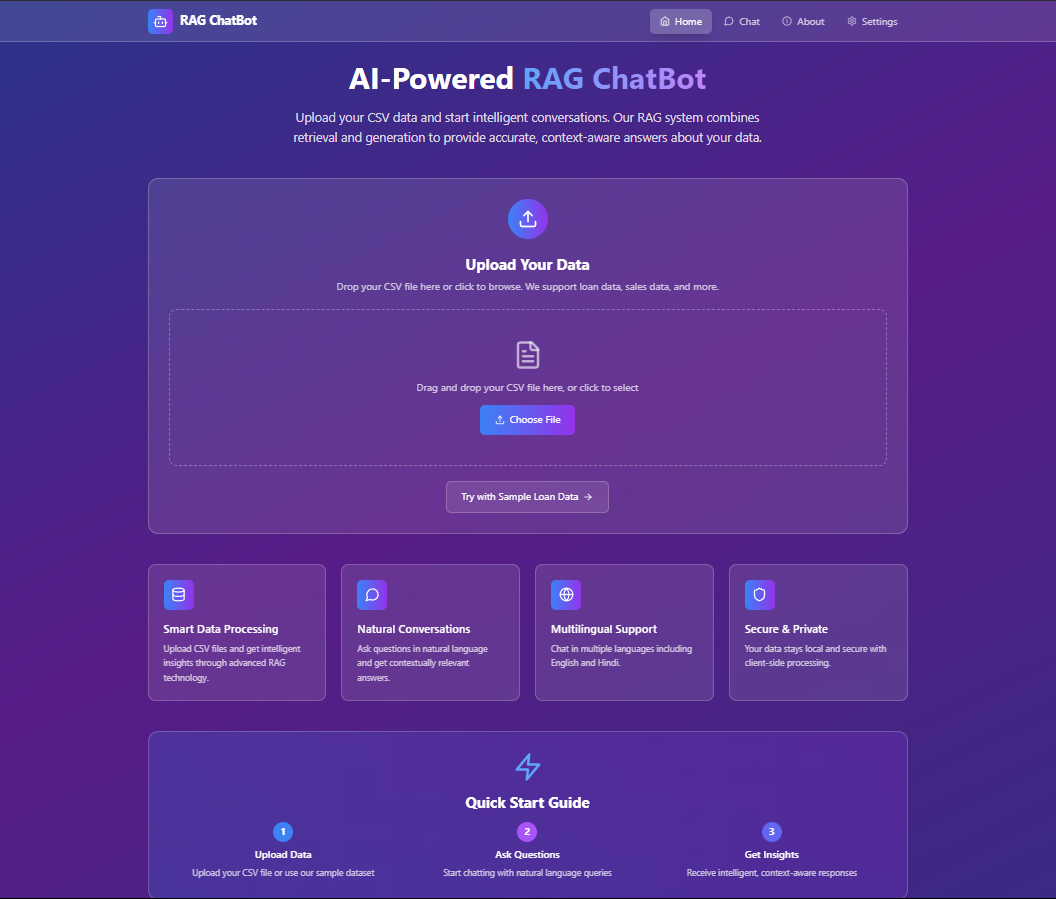 RAG ChatBot
Home
Chat
About
Settings
AI-Powered RAG ChatBot
Upload your CSV data and start intelligent conversations. Our RAG system combines
retrieval and generation to provide accurate, context-aware answers about your data.
Upload Your Data
Drop your CSV file here or click to browse. We support loan data, sales data, and more.
Drag and drop your CSV file here, or click to select
Choose File
Try with Sample Loan Data →
Smart Data Processing
Upload CSV files and get intelligent
insights through advanced RAG
technology.
Natural Conversations
Ask questions in natural language
and get contextually relevant
answers.
Multilingual Support
Chat in multiple languages including
English and Hindi.
Secure & Private
Your data stays local and secure with
client-side processing.
Quick Start Guide
1
Upload Data
Upload your CSV file or use our sample dataset
2
Ask Questions
Start chatting with natural language queries
3
Get Insights
Receive intelligent, context-aware responses